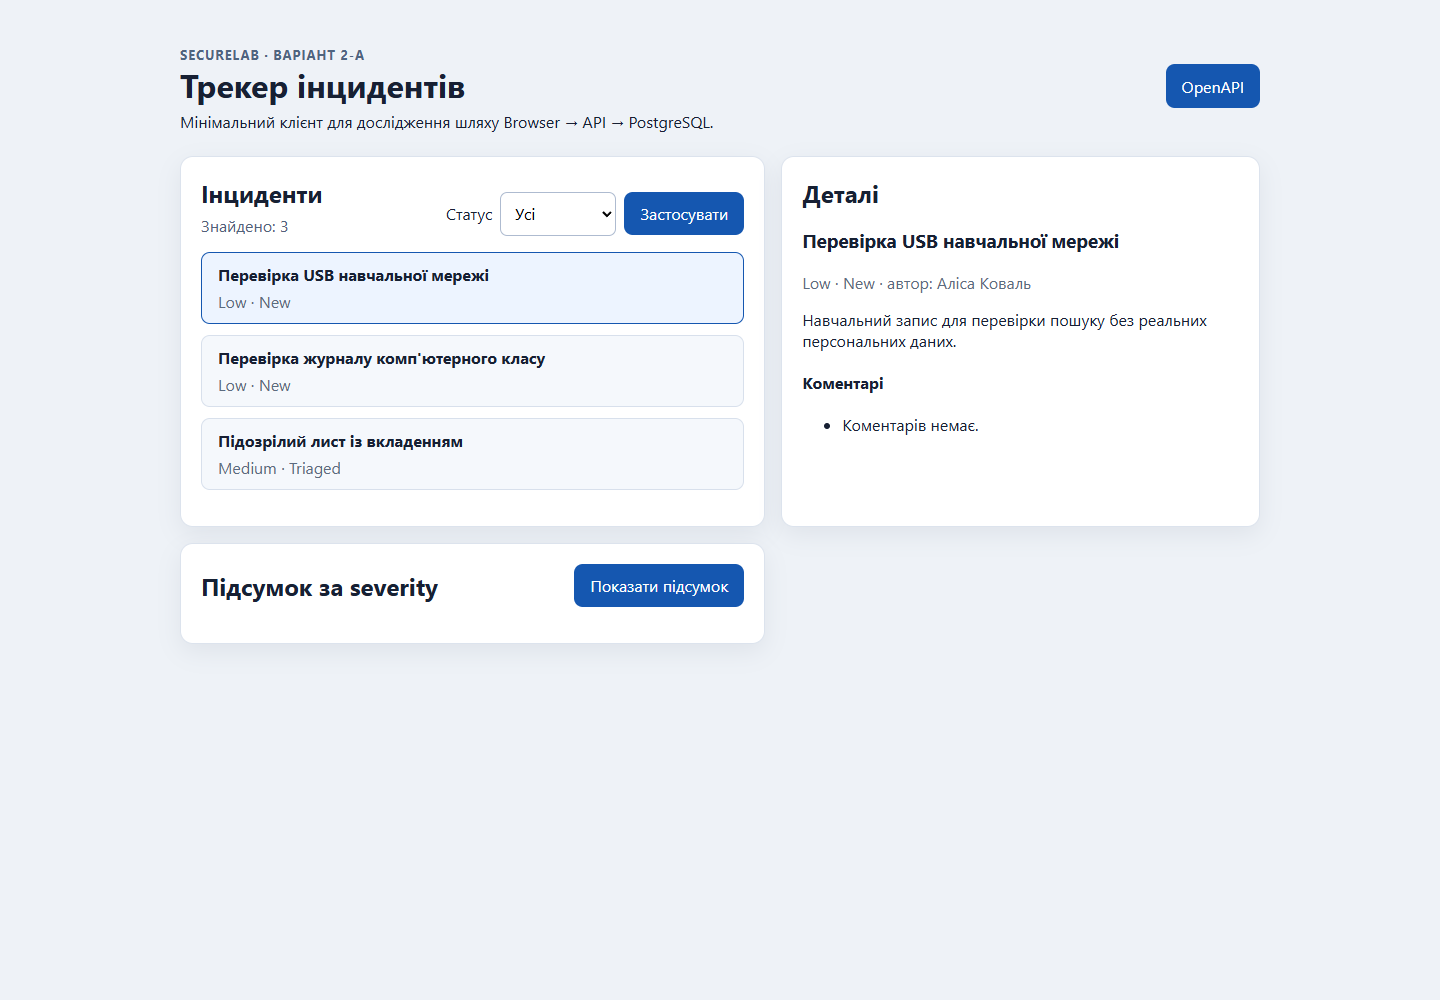 SECURELAB · ВАРІАНТ 2-А
Трекер інцидентів
Мінімальний клієнт для дослідження шляху Browser → API → PostgreSQL.
OpenAPI
Інциденти
Знайдено: 3
Статус
Усі
Застосувати
Перевірка USB навчальної мережі
Low · New
Перевірка журналу комп'ютерного класу
Low · New
Підозрілий лист із вкладенням
Medium · Triaged
Деталі
Перевірка USB навчальної мережі
Low · New · автор: Аліса Коваль
Навчальний запис для перевірки пошуку без реальних
персональних даних.
Коментарі
• Коментарів немає.
Підсумок за severity
Показати підсумок